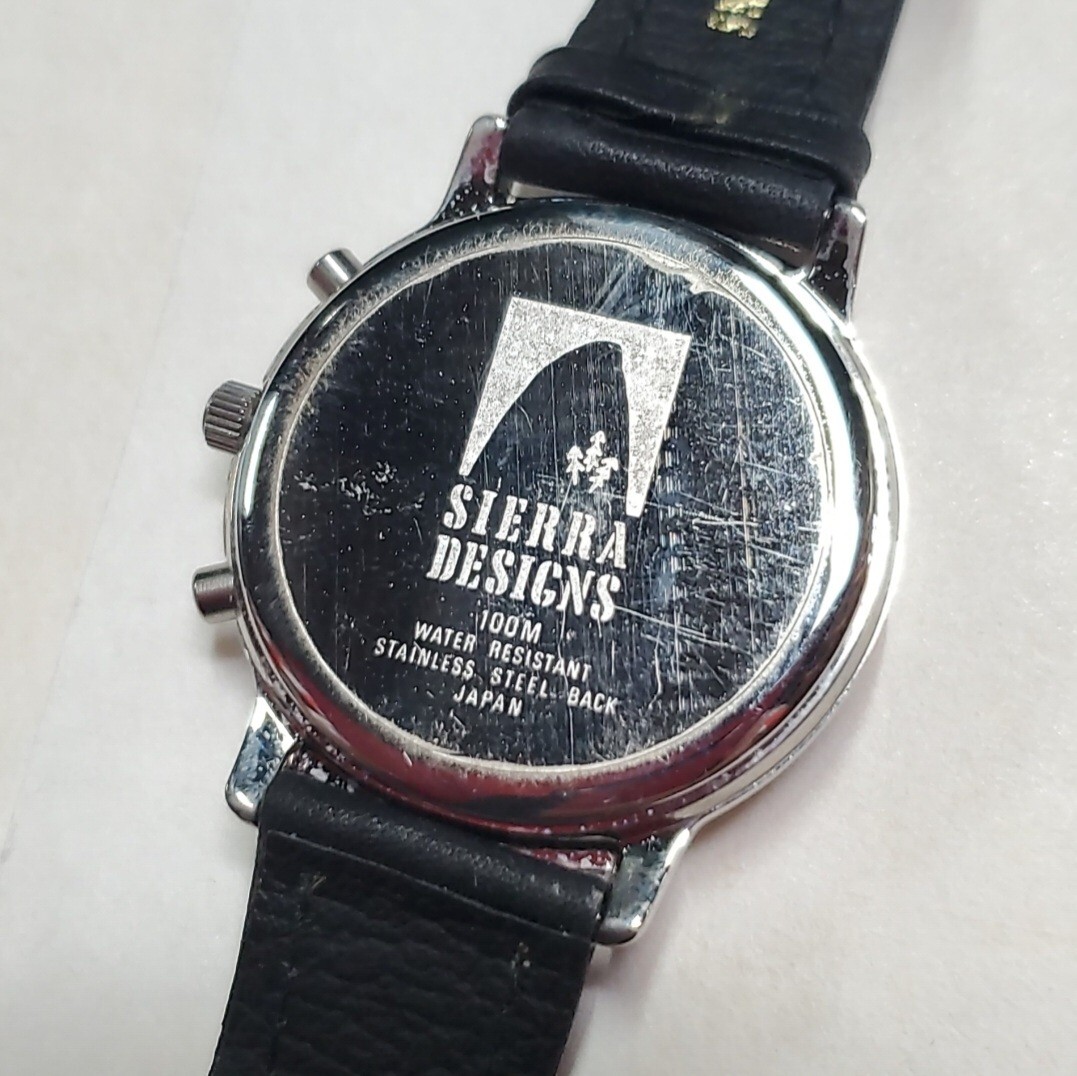 SIERRA
DESIGNS
100M
WATER RESISTANT
STAINLESS STEEL BACK
JAPAN